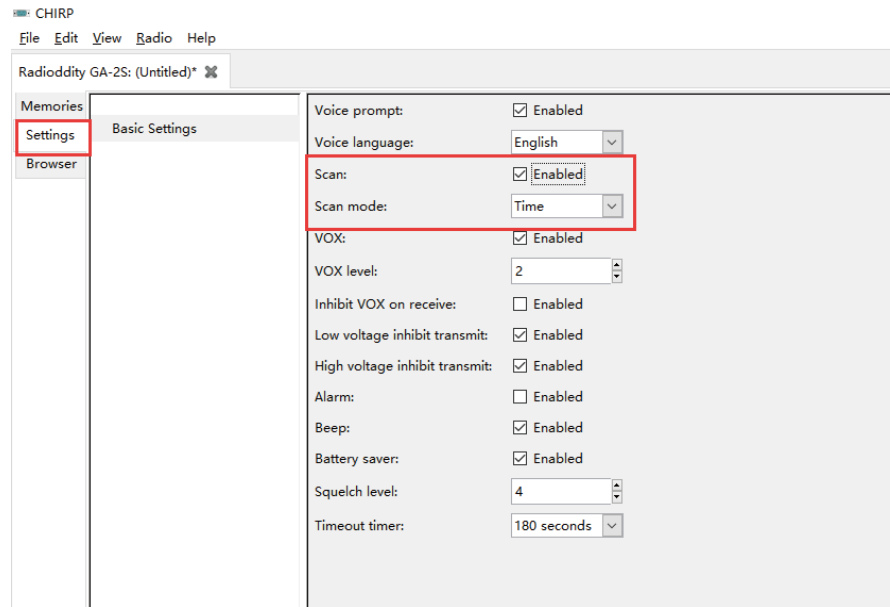 CHIRP
File Edit View Radio Help
Radioddity GA-2S: (Untitled)*
Memories
Settings
Browser
Basic Settings
Voice prompt: Enabled
Voice language: English
Scan: Enabled
Scan mode: Time
VOX: Enabled
VOX level: 2
Inhibit VOX on receive: Enabled
Low voltage inhibit transmit: Enabled
High voltage inhibit transmit: Enabled
Alarm: Enabled
Beep: Enabled
Battery saver: Enabled
Squelch level: 4
Timeout timer: 180 seconds